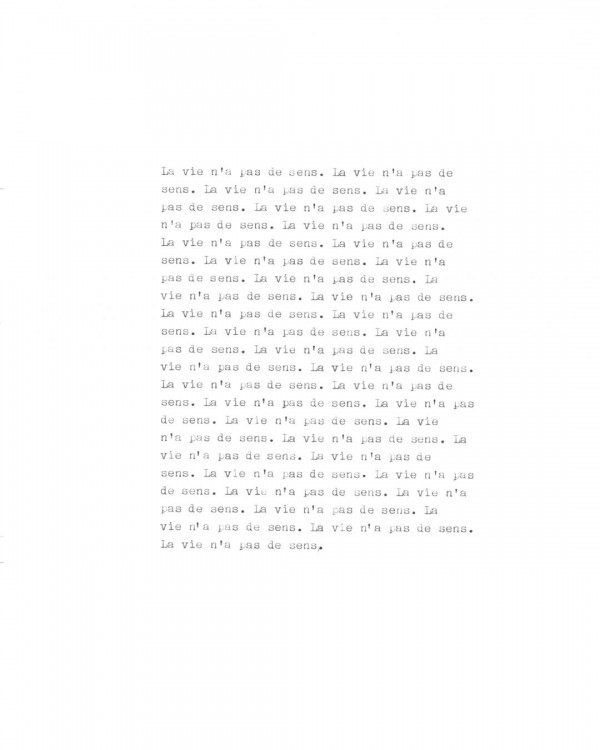 La vie n'a pas de sens. La vie n'a pas de
sens. La vie n'a pas de sens. La vie n'a
pas de sens. La vie n'a pas de sens. La vie
n'a pas de sens. La vie n'a pas de sens.
La vie n'a pas de sens. La vie n'a pas de
sens. La vie n'a pas de sens. La vie n'a
pas de sens. La vie n'a pas de sens. La
vie n'a pas de sens. La vie n'a pas de sens.
La vie n'a pas de sens. La vie n'a pas de
sens. La vie n'a pas de sens. La vie n'a
pas de sens. La vie n'a pas de sens. La
vie n'a pas de sens. La vie n'a pas de sens.
La vie n'a pas de sens. La vie n'a pas de
sens. La vie n'a pas de sens. La vie n'a pas
de sens. La vie n'a pas de sens. La vie
n'a pas de sens. La vie n'a pas de sens. La
vie n'a pas de sens. La vie n'a pas de
sens. La vie n'a pas de sens. La vie n'a pas
de sens. La vie n'a pas de sens. La vie n'a
pas de sens. La vie n'a pas de sens. La
vie n'a pas de sens. La vie n'a pas de sens.
La vie n'a pas de sens.